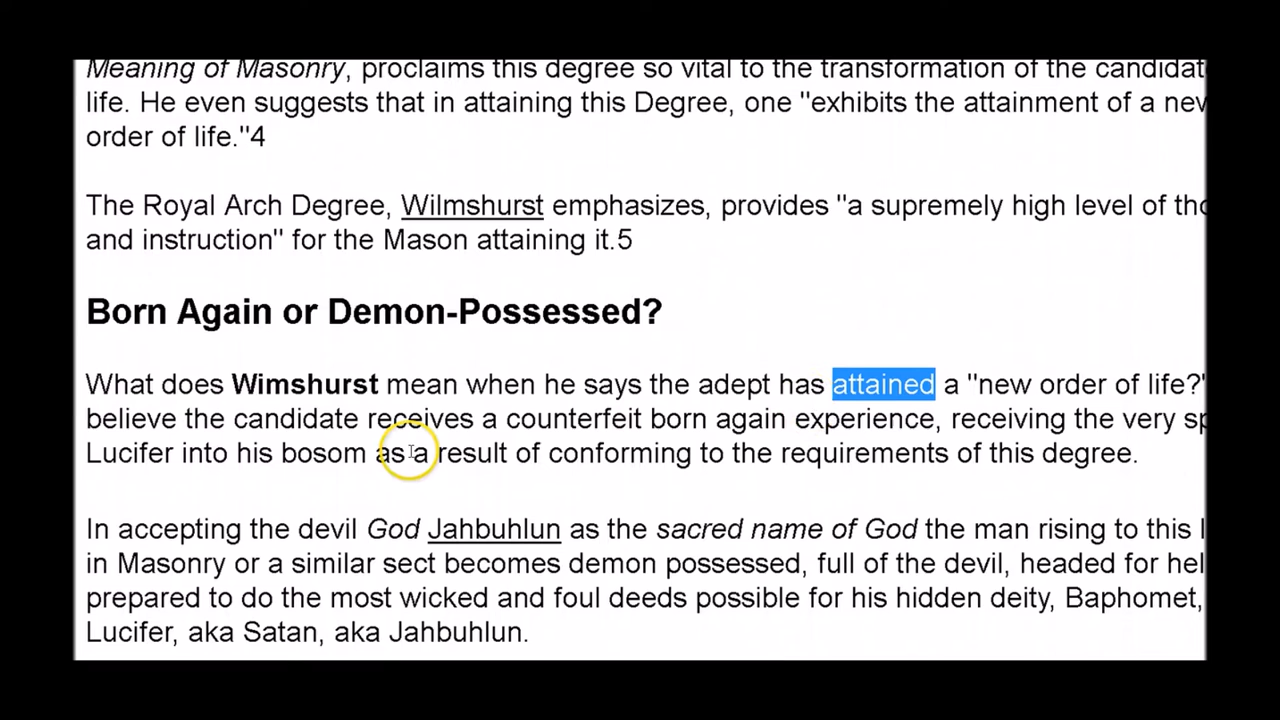 Meaning of Masonry, proclaims this degree so vital to the transformation of the
life. He even suggests that in attaining this Degree, one "exhibits the attainment of a
order of life."4
The Royal Arch Degree, Wilmshurst emphasizes, provides "a supremely high level of
and instruction" for the Mason attaining it.5
Born Again or Demon-Possessed?
What does Wimshurst mean when he says the adept has attained a "new order of life?"
believe the candidate receives a counterfeit born again experience, receiving the very
Lucifer into his bosom as a result of conforming to the requirements of this degree.
In accepting the devil God Jahbuhlun as the sacred name of God the man rising to this
in Masonry or a similar sect becomes demon possessed, full of the devil, headed for
prepared to do the most wicked and foul deeds possible for his hidden deity, Baphomet,
Lucifer, aka Satan, aka Jahbuhlun.